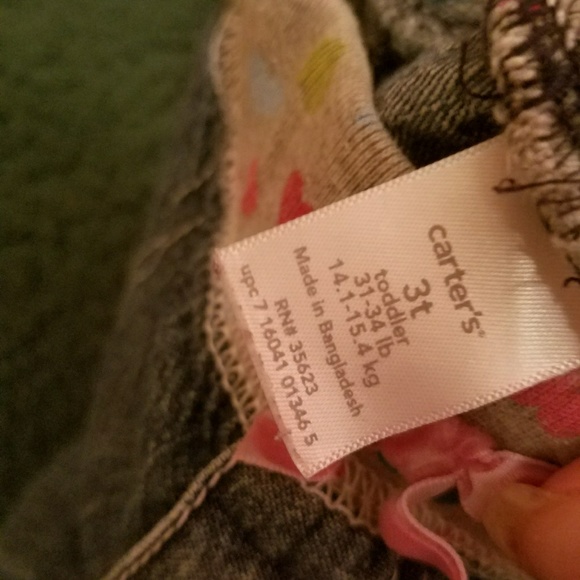 carter's®
3t
toddler
31-34 lb
14.1-15.4 kg
Made in Bangladesh
RN# 35623
upc 7 16041 01346 5